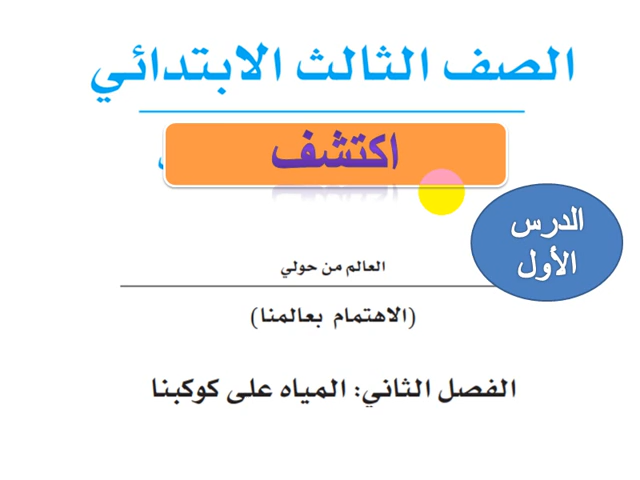 الصف الثالث الابتدائي
اكتشف
الدرس
الأول
العالم من حولي
(الاهتمام بعالمنا)
الفصل الثاني: المياه على كوكبنا